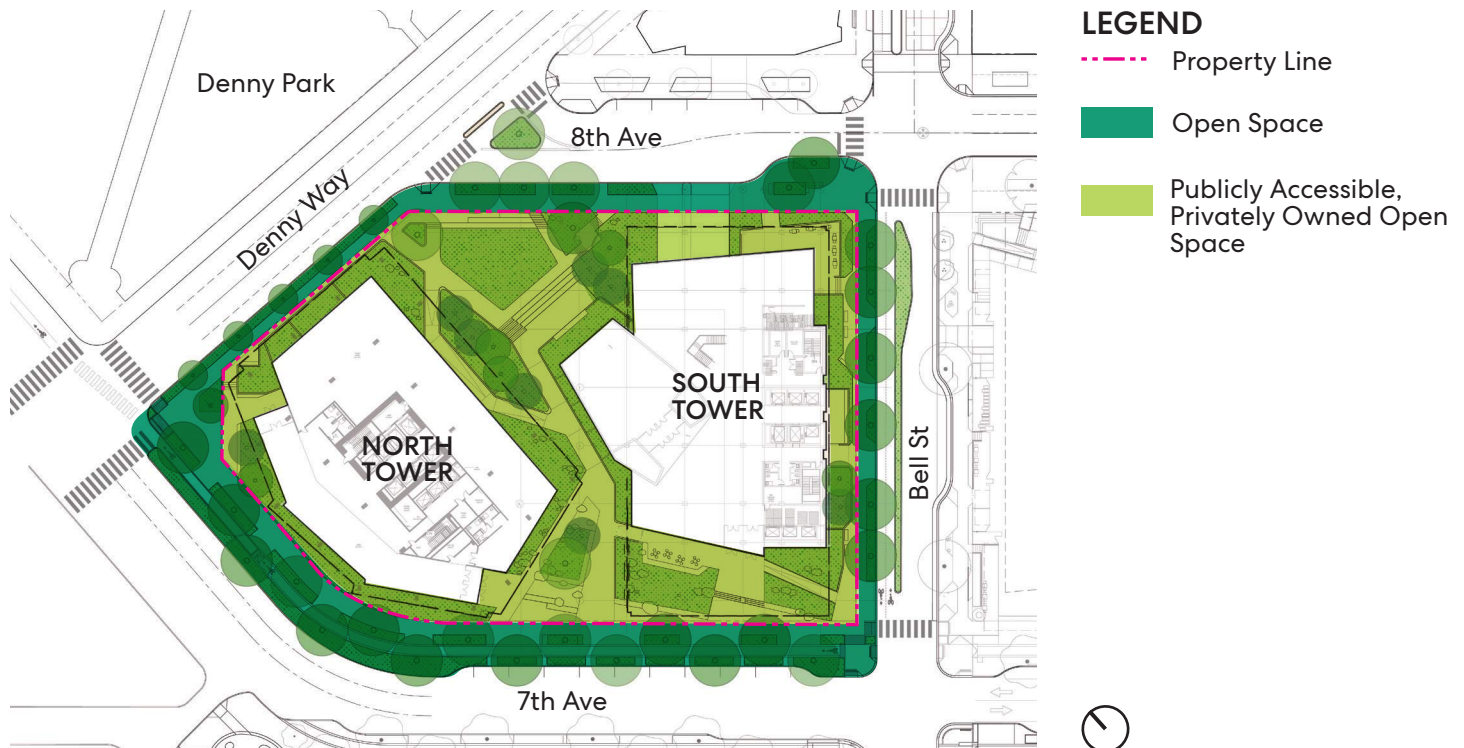 LEGEND
Property Line
Open Space
Publicly Accessible,
Privately Owned Open
Space
Denny Park
8th Ave
Denny Way
SOUTH
TOWER
NORTH
TOWER
Bell St
7th Ave